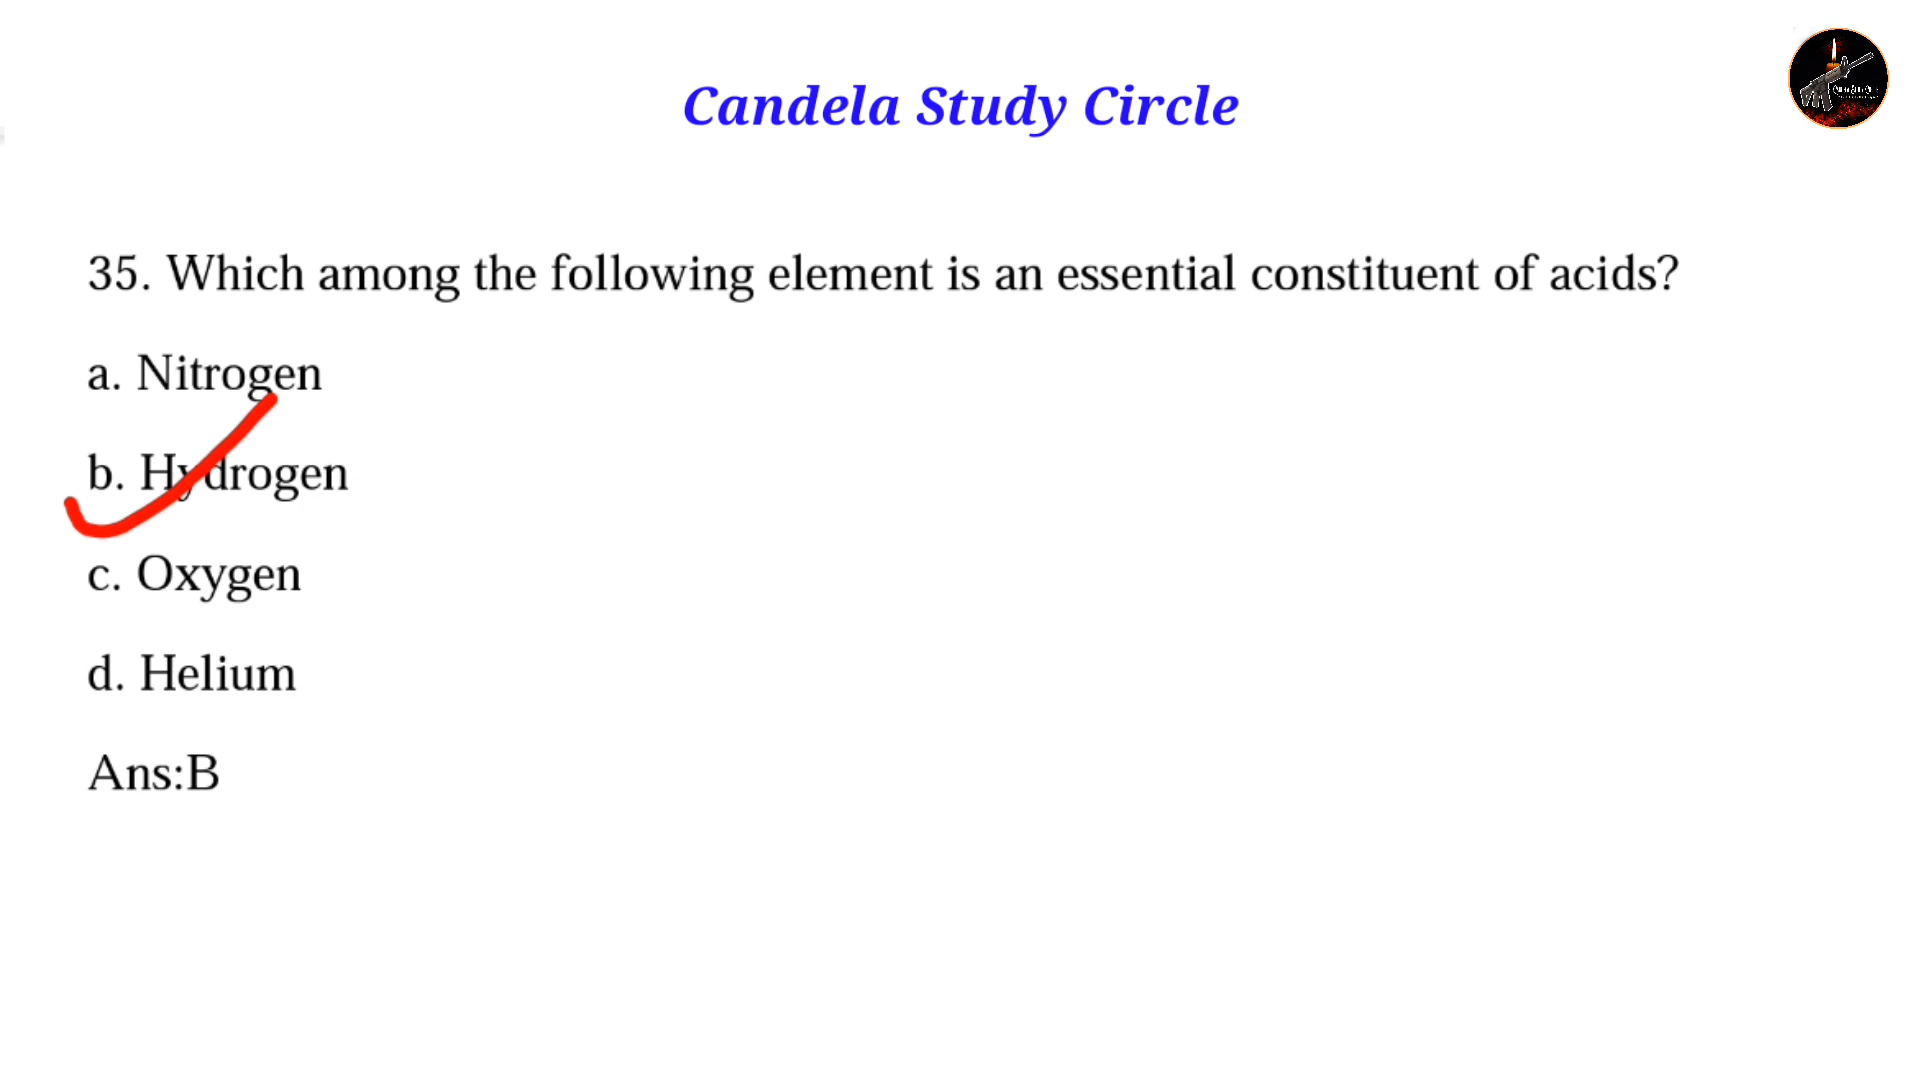 Candela Study Circle
35. Which among the following element is an essential constituent of acids?
a. Nitrogen
b. Hydrogen
c. Oxygen
d. Helium
Ans:B